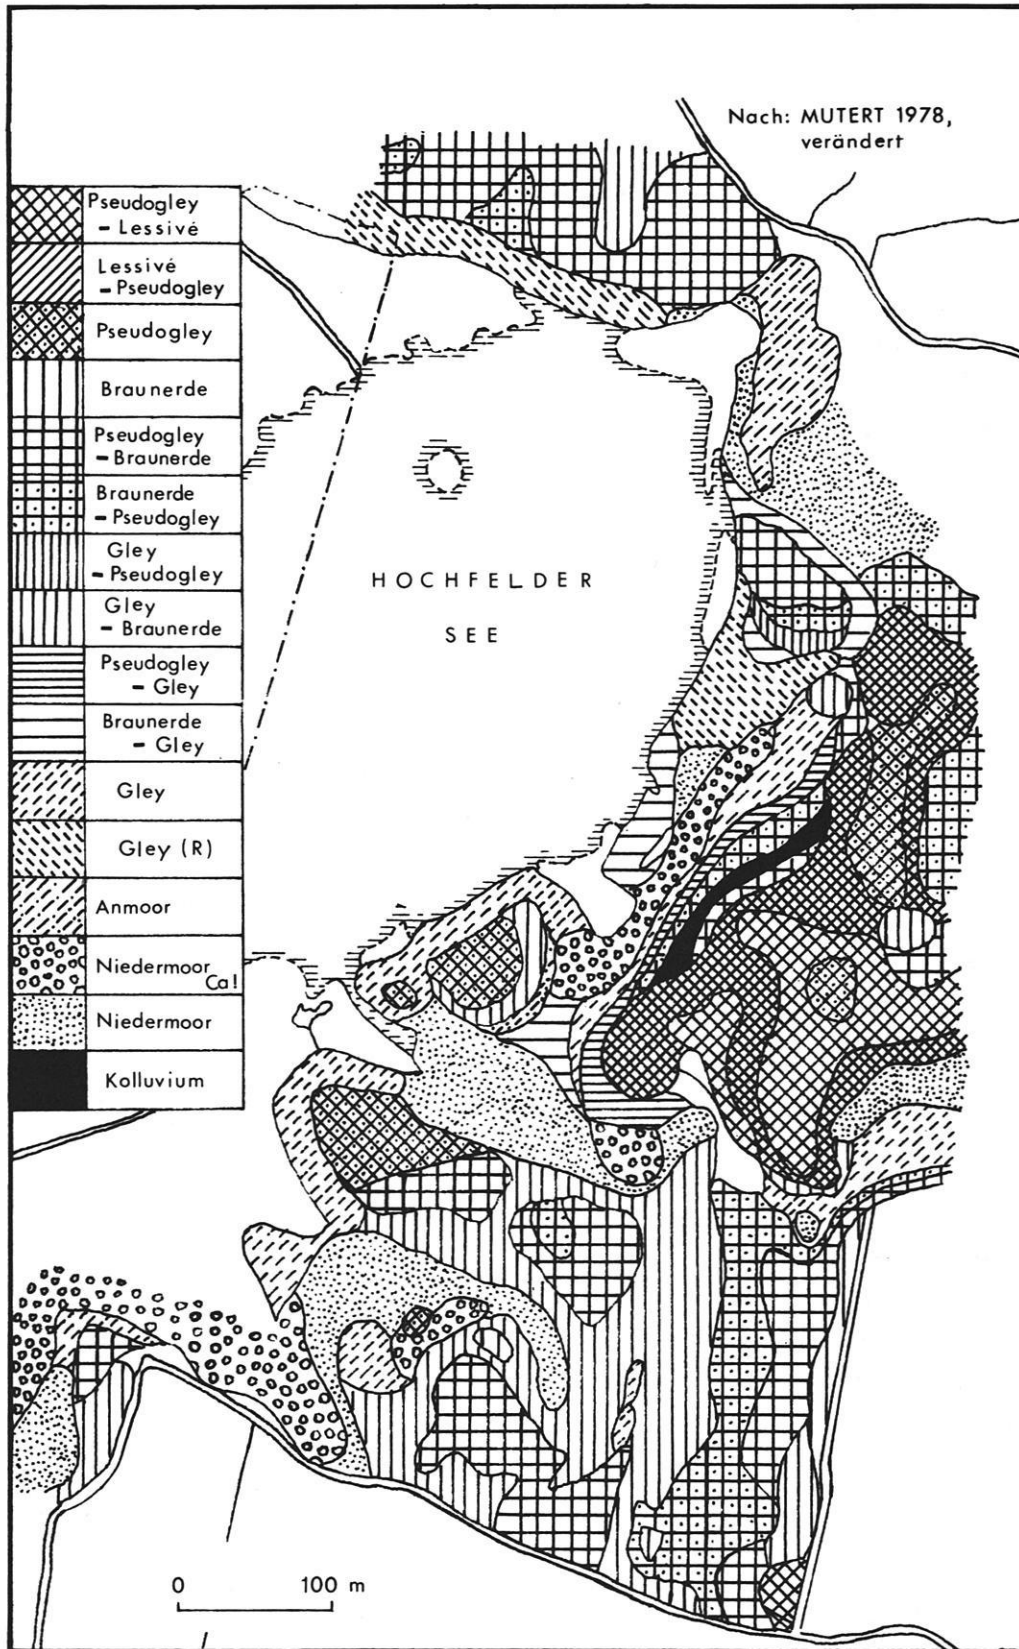 Nach: MUTERT 1978,
verändert
Pseudogley
– Lessivé
Lessivé
– Pseudogley
Pseudogley
Braunerde
Pseudogley
– Braunerde
Braunerde
– Pseudogley
Gley
– Pseudogley
Gley
– Braunerde
Pseudogley
– Gley
Braunerde
– Gley
Gley
Gley (R)
Anmoor
Niedermoor
Ca!
Niedermoor
Kolluvium
HOCHFELDER
SEE
0 100 m